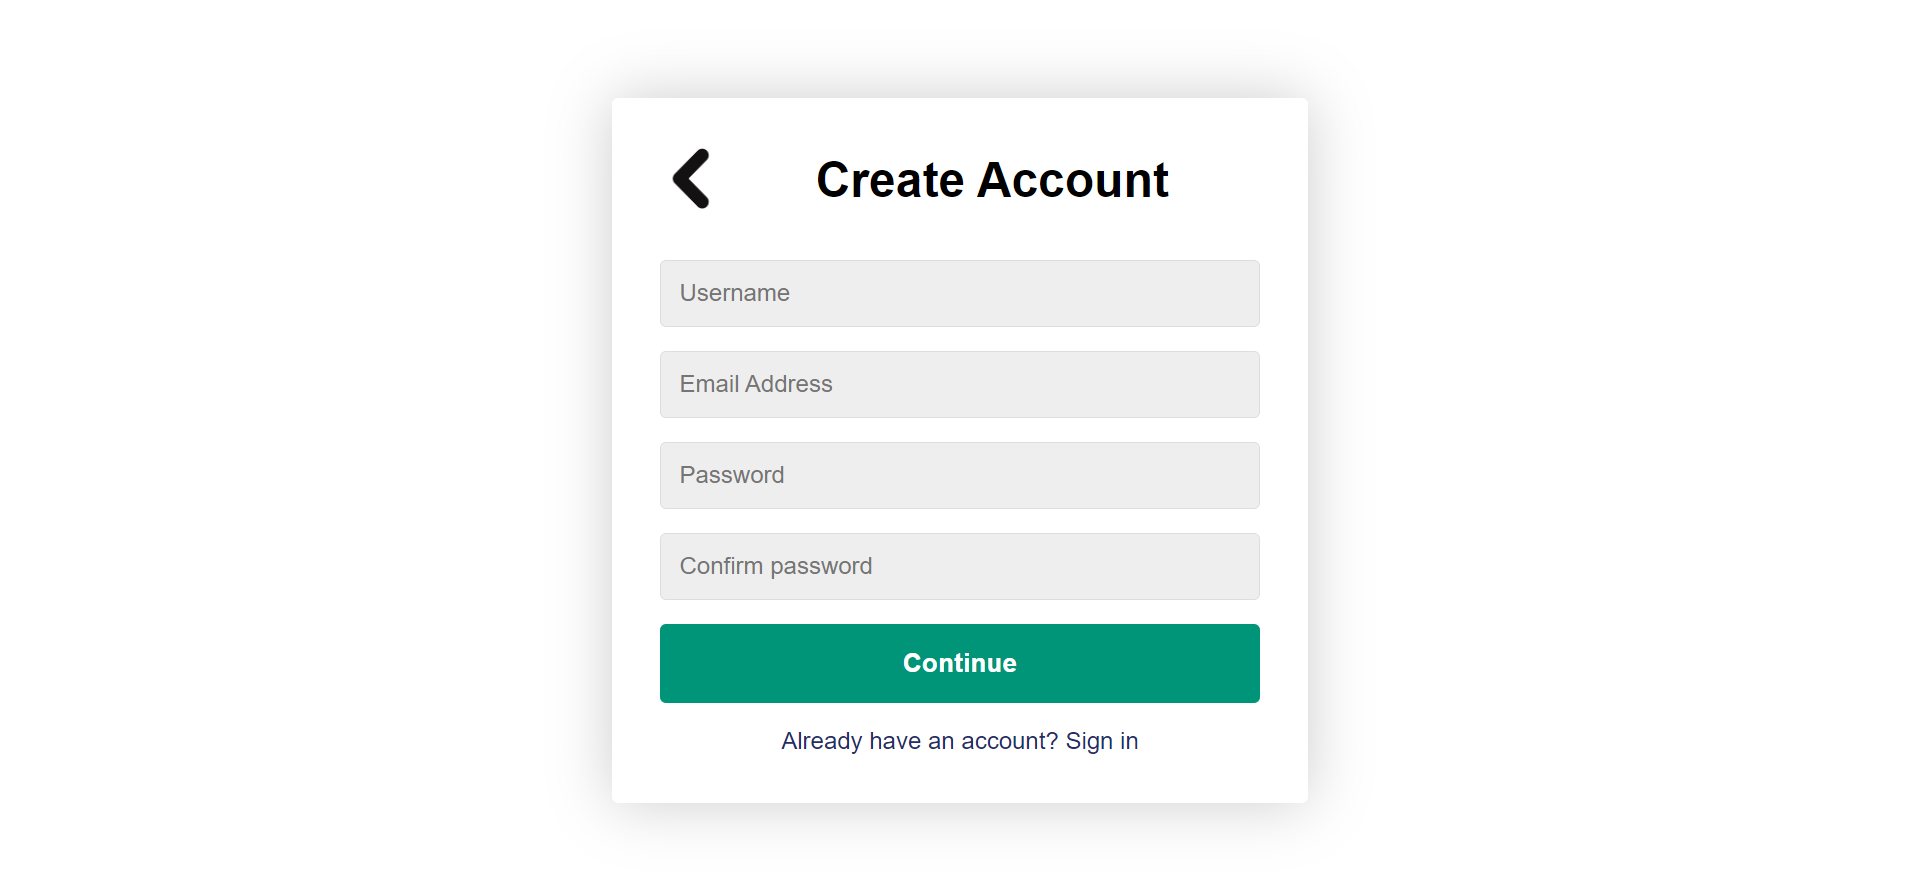 Create Account
Username
Email Address
Password
Confirm password
Continue
Already have an account? Sign in